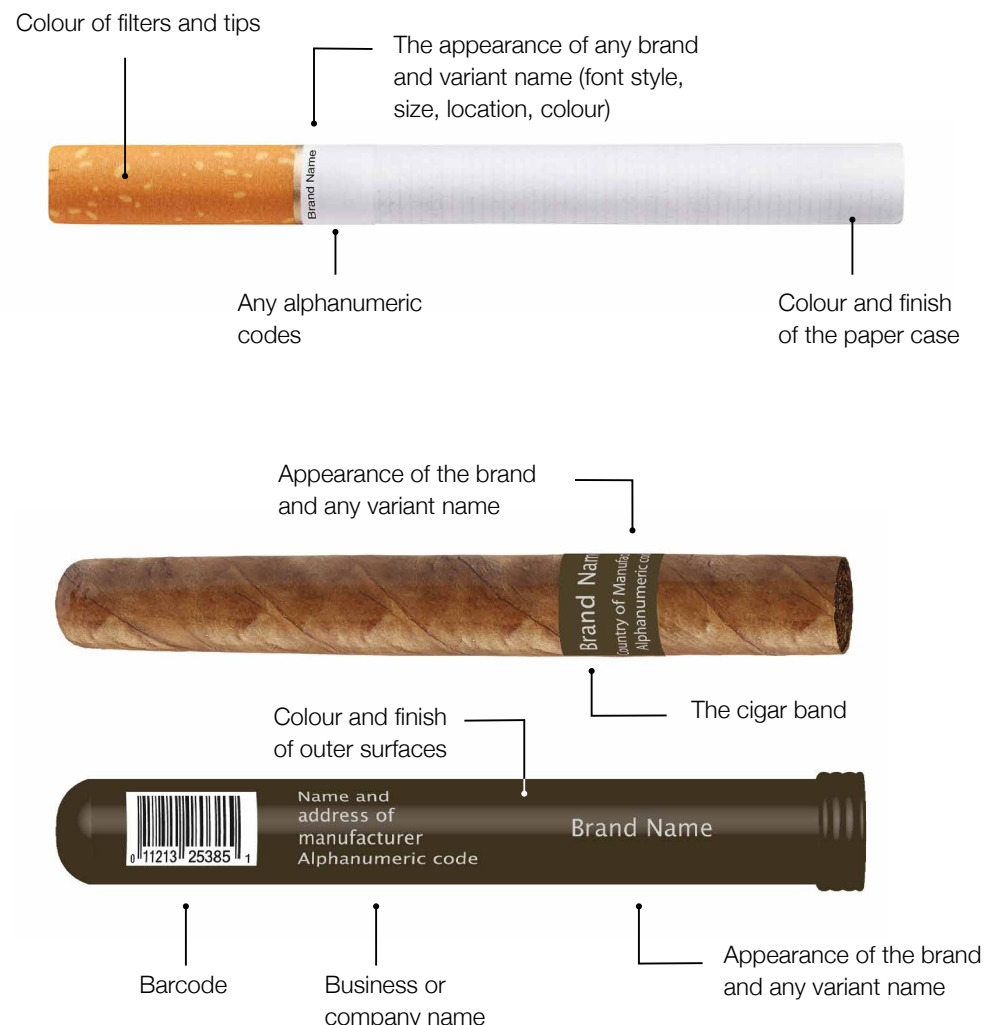 Colour of filters and tips
The appearance of any brand
and variant name (font style,
size, location, colour)
Brand Name
Any alphanumeric
codes
Colour and finish
of the paper case
Appearance of the brand
and any variant name
Brand Nam
ountry of Manufa
Alphanumeric co
The cigar band
Colour and finish
of outer surfaces
Name and
address of
manufacturer
Alphanumeric code
Brand Name
0 11213 25385 1
Barcode
Business or
company name
Appearance of the brand
and any variant name